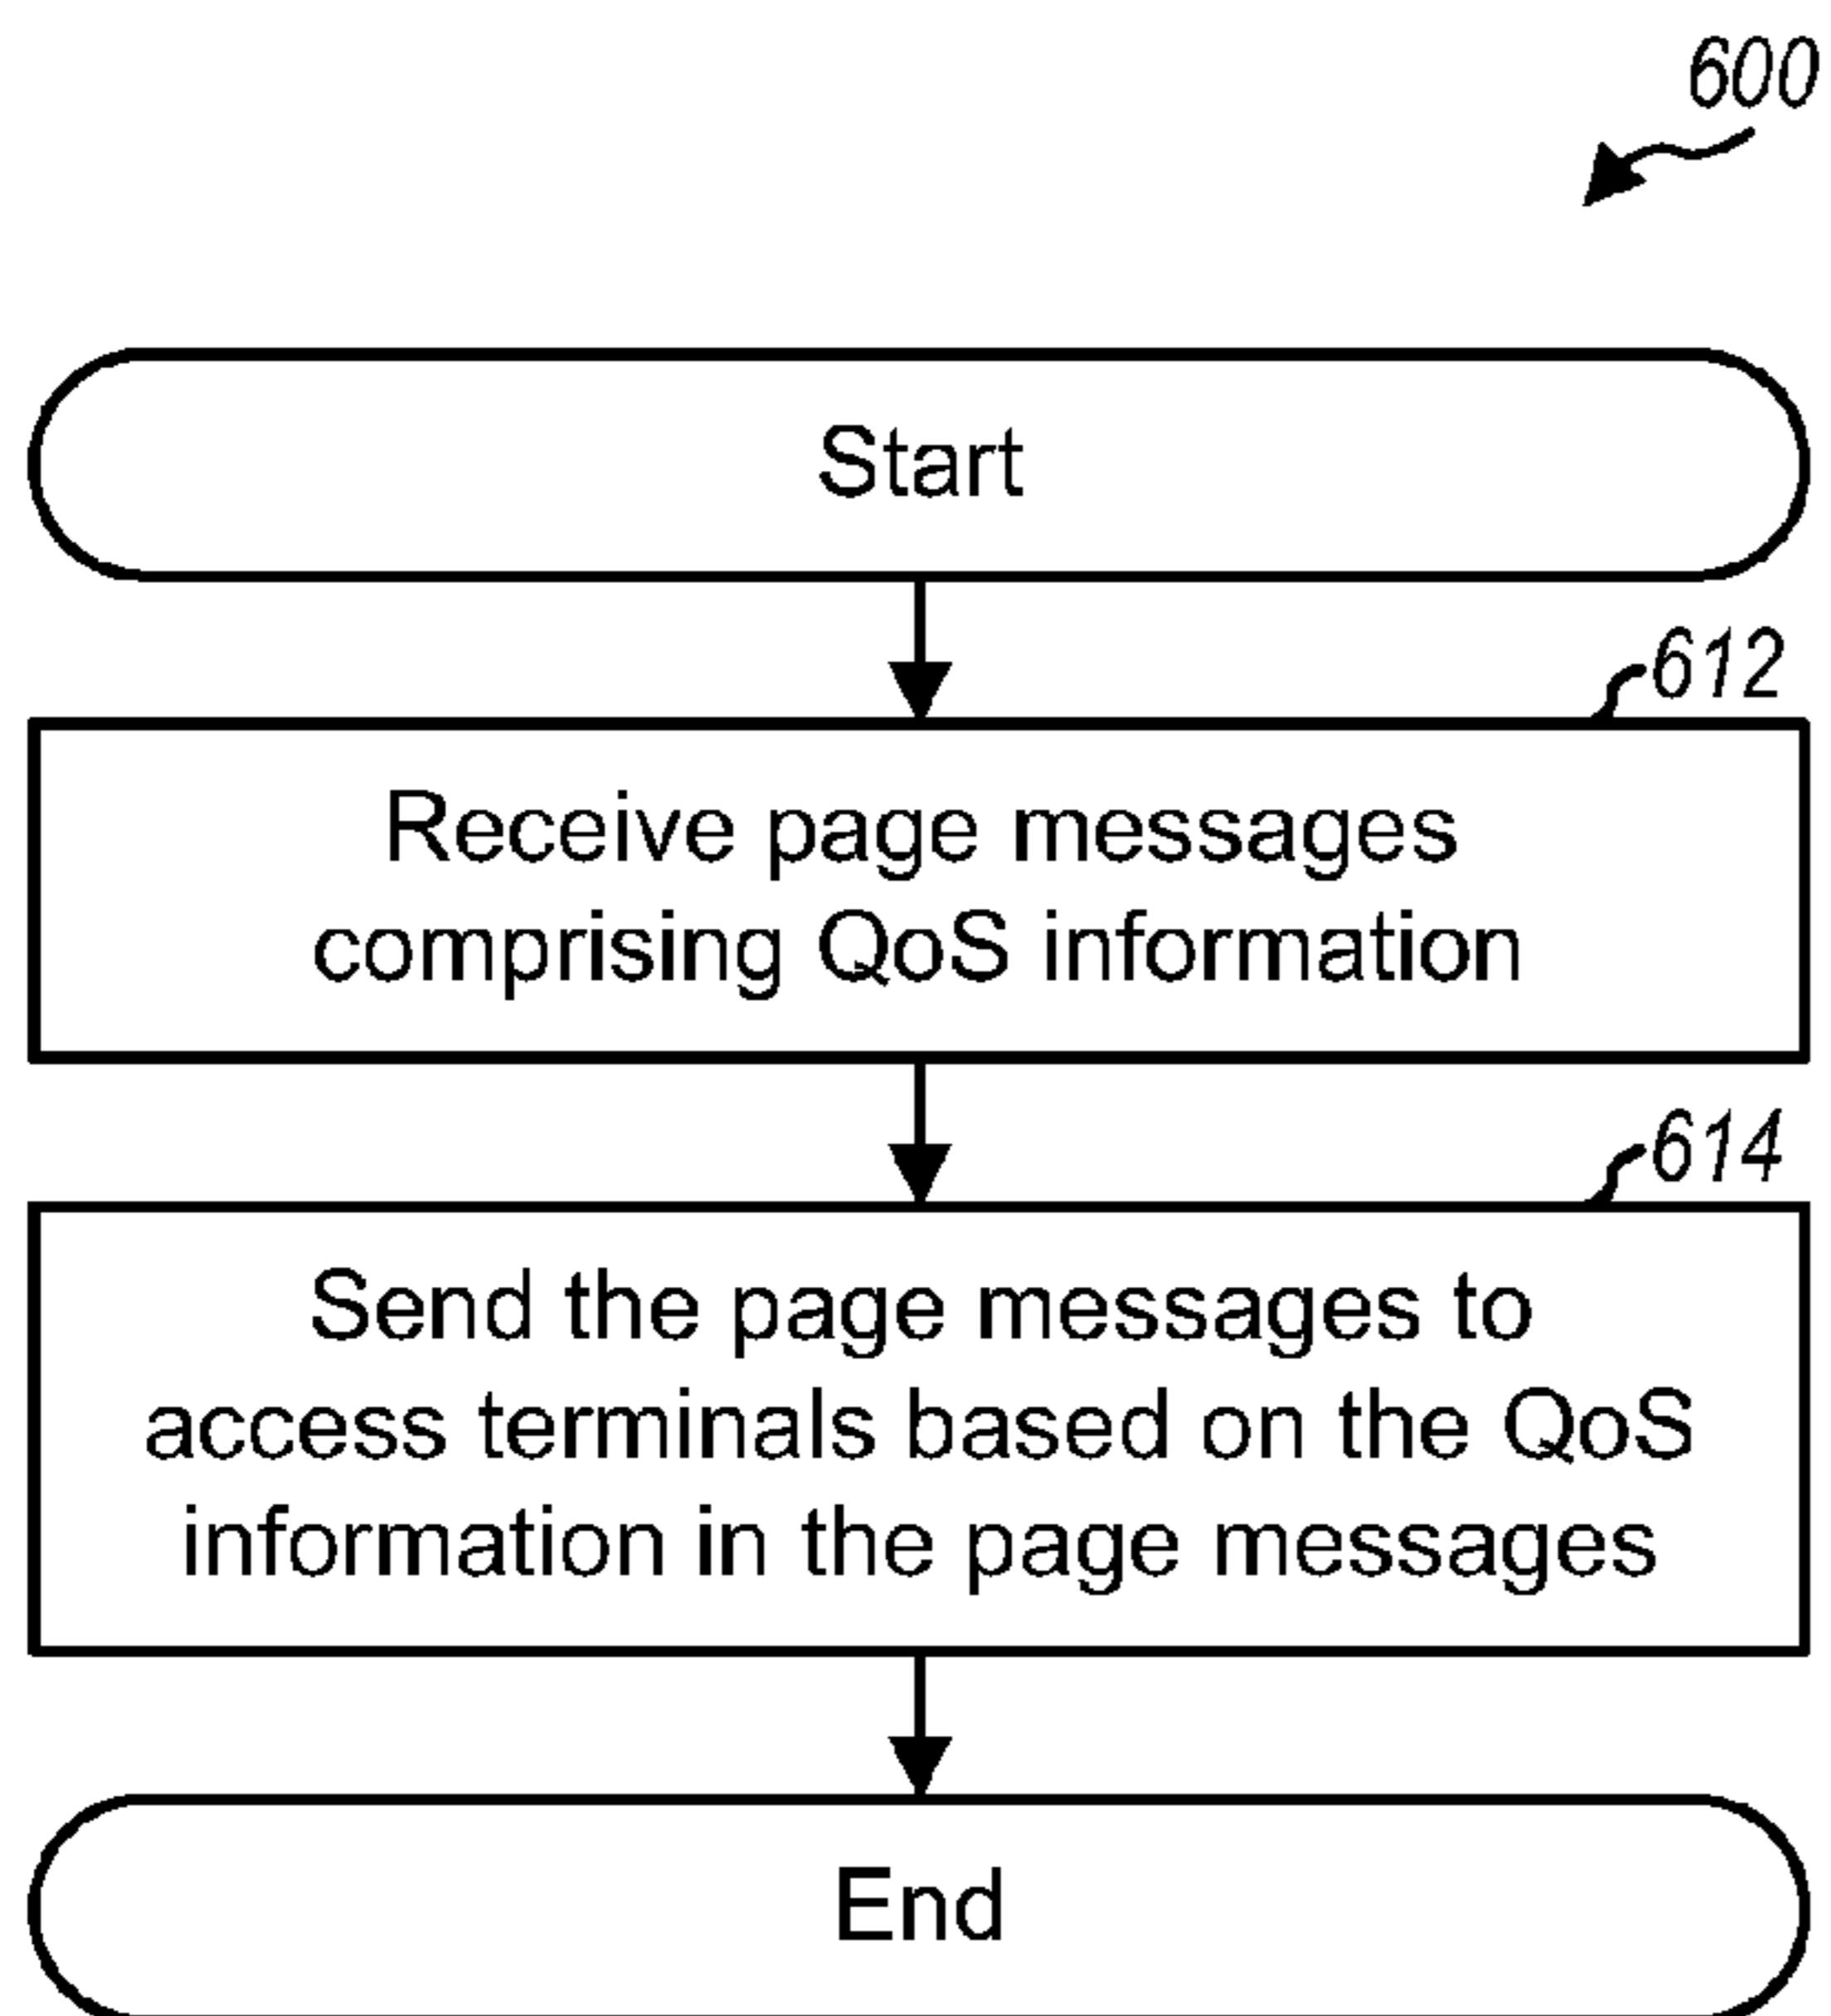 600
Start
612
Receive page messages
comprising QoS information
614
Send the page messages to
access terminals based on the QoS
information in the page messages
End